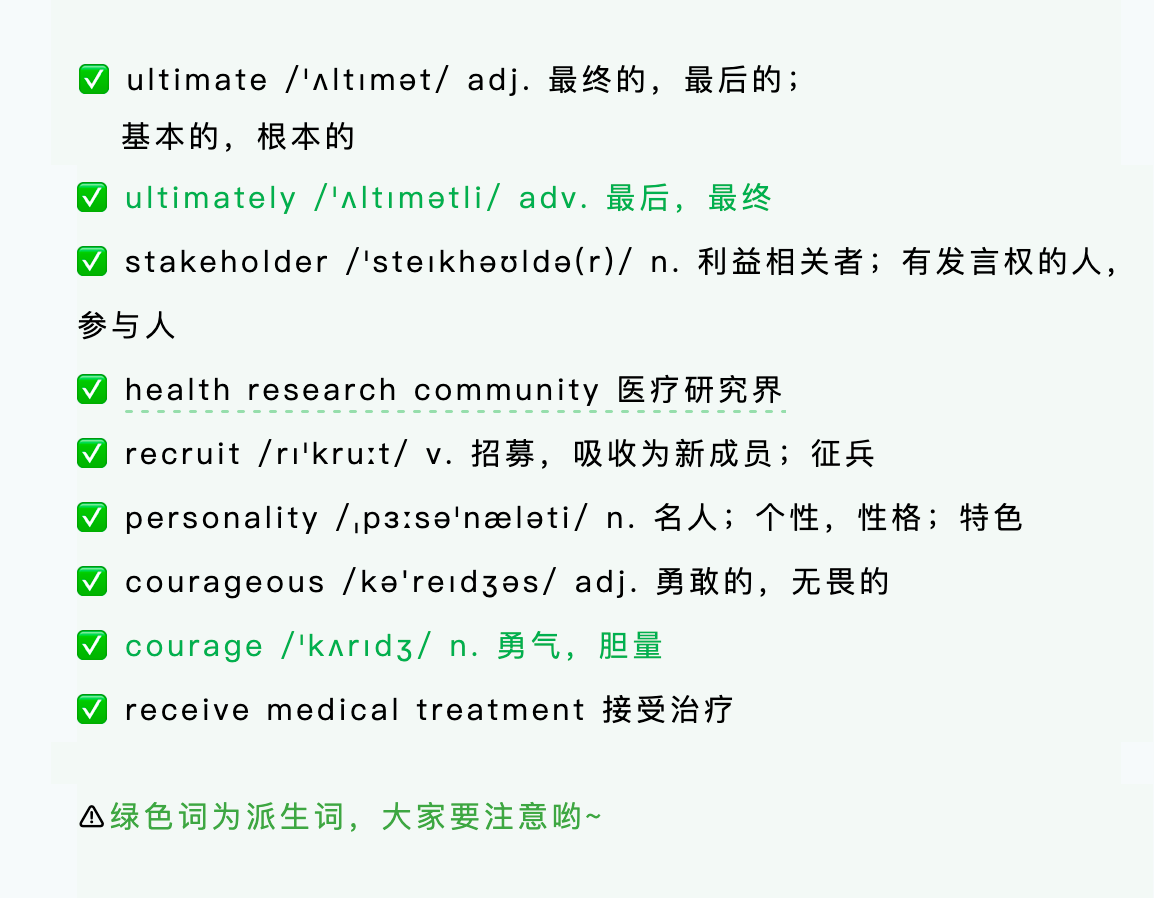 ✅ ultimate /ˈʌltɪmət/ adj. 最终的，最后的；
基本的，根本的
✅ ultimately /ˈʌltɪmətli/ adv. 最后，最终
✅ stakeholder /ˈsteɪkhəʊldə(r)/ n. 利益相关者；有发言权的人，
参与人
✅ health research community 医疗研究界
✅ recruit /rɪˈkruːt/ v. 招募，吸收为新成员；征兵
✅ personality /ˌpɜːsəˈnæləti/ n. 名人；个性，性格；特色
✅ courageous /kəˈreɪdʒəs/ adj. 勇敢的，无畏的
✅ courage /ˈkʌrɪdʒ/ n. 勇气，胆量
✅ receive medical treatment 接受治疗
⚠绿色词为派生词，大家要注意哟~